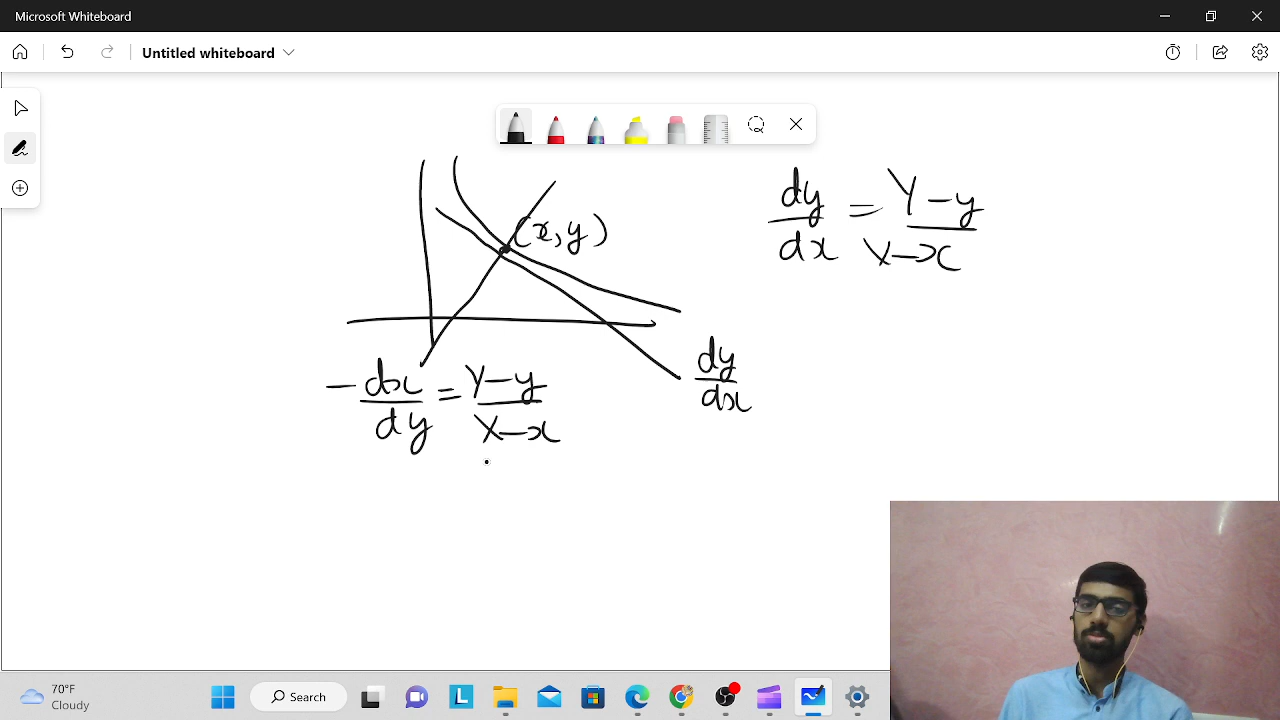 Microsoft Whiteboard
Untitled whiteboard
(x,y)
dy/dx = Y-y/X-x
dy/dx
-dx/dy = Y-y/X-x
70°F
Cloudy
Search
L